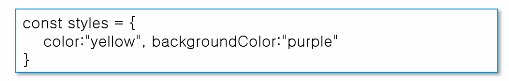 const styles = {
    color:"yellow", backgroundColor:"purple"
}